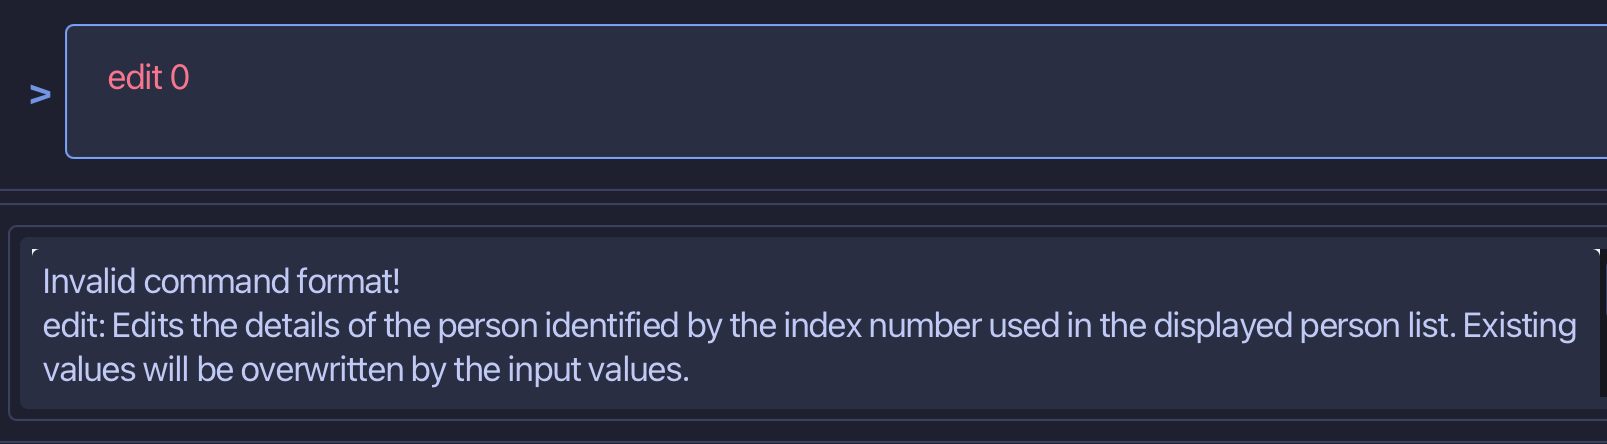 edit 0
>
Invalid command format!
edit: Edits the details of the person identified by the index number used in the displayed person list. Existing
values will be overwritten by the input values.